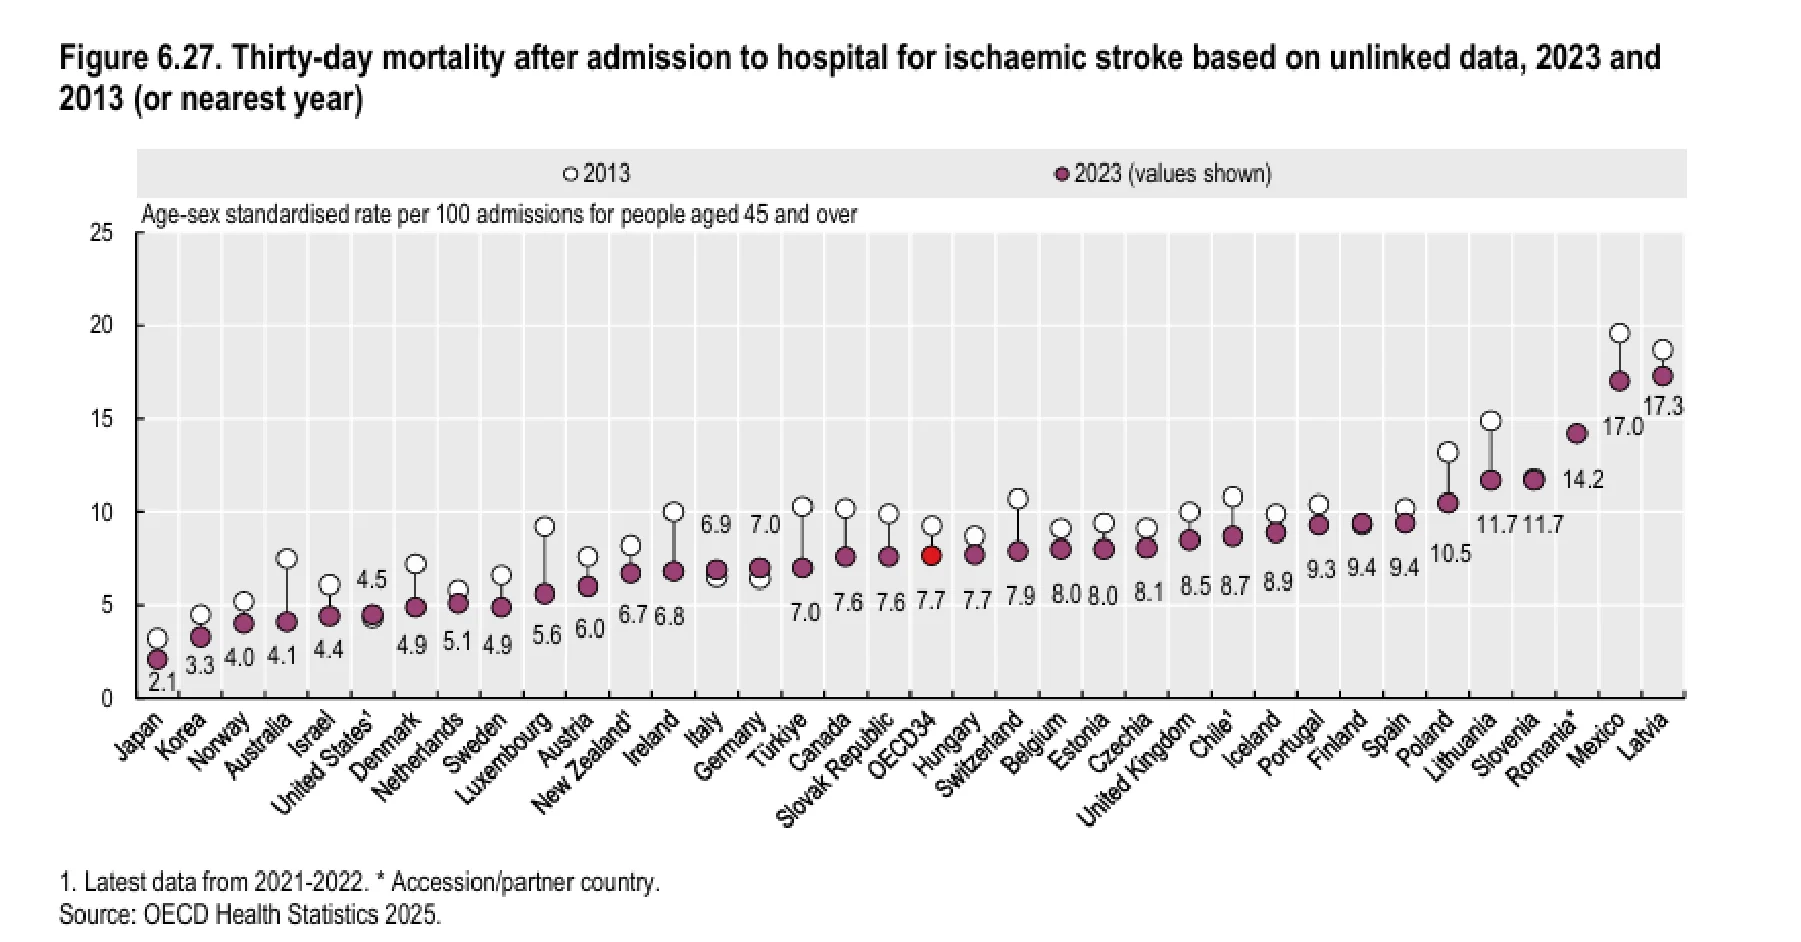 Figure 6.27. Thirty-day mortality after admission to hospital for ischaemic stroke based on unlinked data, 2023 and
2013 (or nearest year)
2013
2023 (values shown)
Age-sex standardised rate per 100 admissions for people aged 45 and over
25
20
15
10
5
0
2.1
3.3
4.0
4.1
4.4
4.5
4.9
5.1
4.9
5.6
6.0
6.7
6.8
6.9
7.0
7.0
7.6
7.6
7.7
7.7
7.9
8.0
8.0
8.1
8.5
8.7
8.9
9.3
9.4
9.4
10.5
11.7
11.7
14.2
17.0
17.3
Japan
Korea
Norway
Australia
Israel
United States¹
Denmark
Netherlands
Sweden
Luxembourg
Austria
New Zealand¹
Ireland
Italy
Germany
Türkiye
Canada
Slovak Republic
OECD34
Hungary
Switzerland
Belgium
Estonia
Czechia
United Kingdom
Chile¹
Iceland
Portugal
Finland
Spain
Poland
Lithuania
Slovenia
Romania*
Mexico
Latvia
1. Latest data from 2021-2022. * Accession/partner country.
Source: OECD Health Statistics 2025.